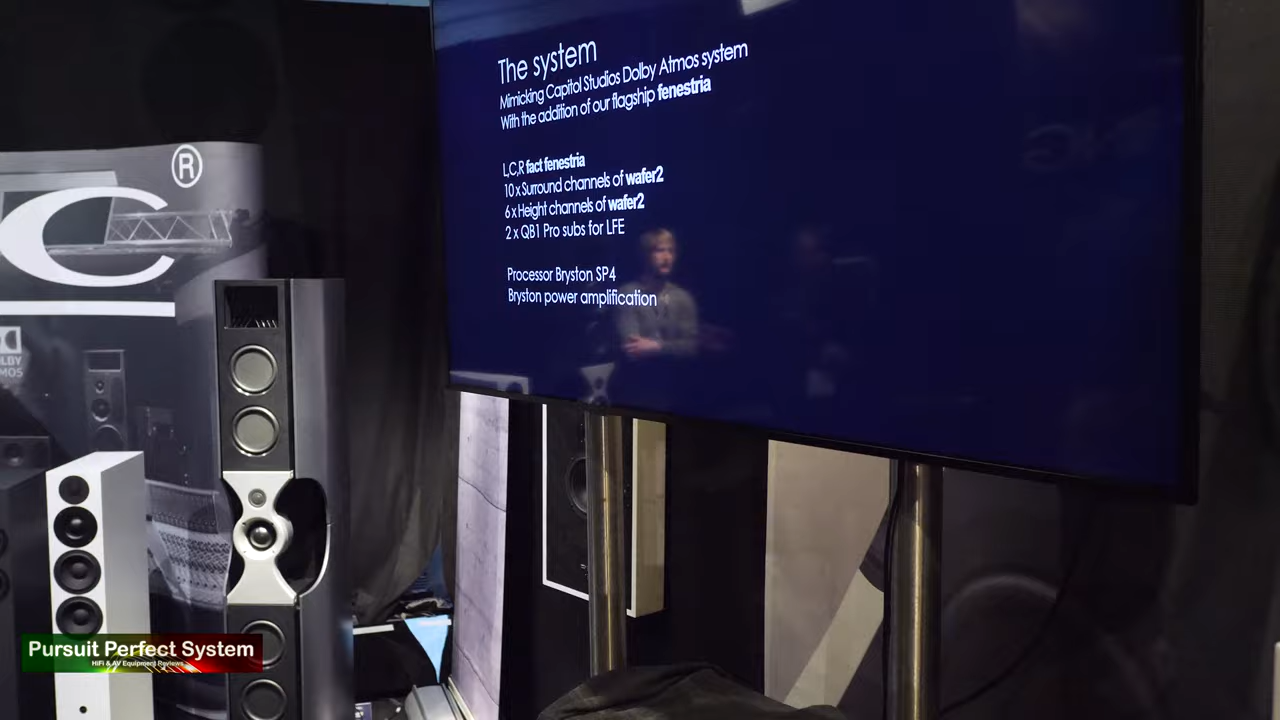 The system
Mimicking Capitol Studios Dolby Atmos system
With the addition of our flagship fenestria
L,C,R fact fenestria
10 x Surround channels of wafer2
6 x Height channels of wafer2
2 x QB1 Pro subs for LFE
Processor Bryston SP4
Bryston power amplification
C ®
Pursuit Perfect System
HiFi & AV Equipment Reviews